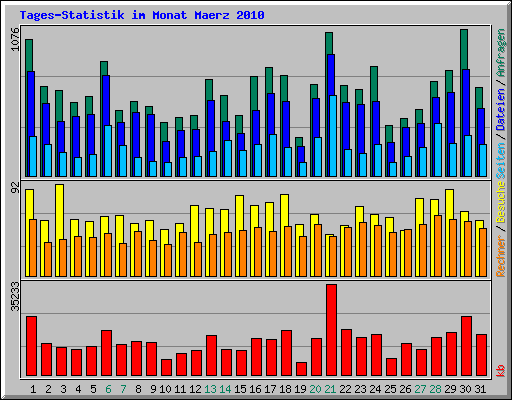 Tages-Statistik im Monat Maerz 2010
1076
92
35233
Seiten / Dateien / Anfragen
Rechner / Besuche
kb
1 2 3 4 5 6 7 8 9 10 11 12 13 14 15 16 17 18 19 20 21 22 23 24 25 26 27 28 29 30 31